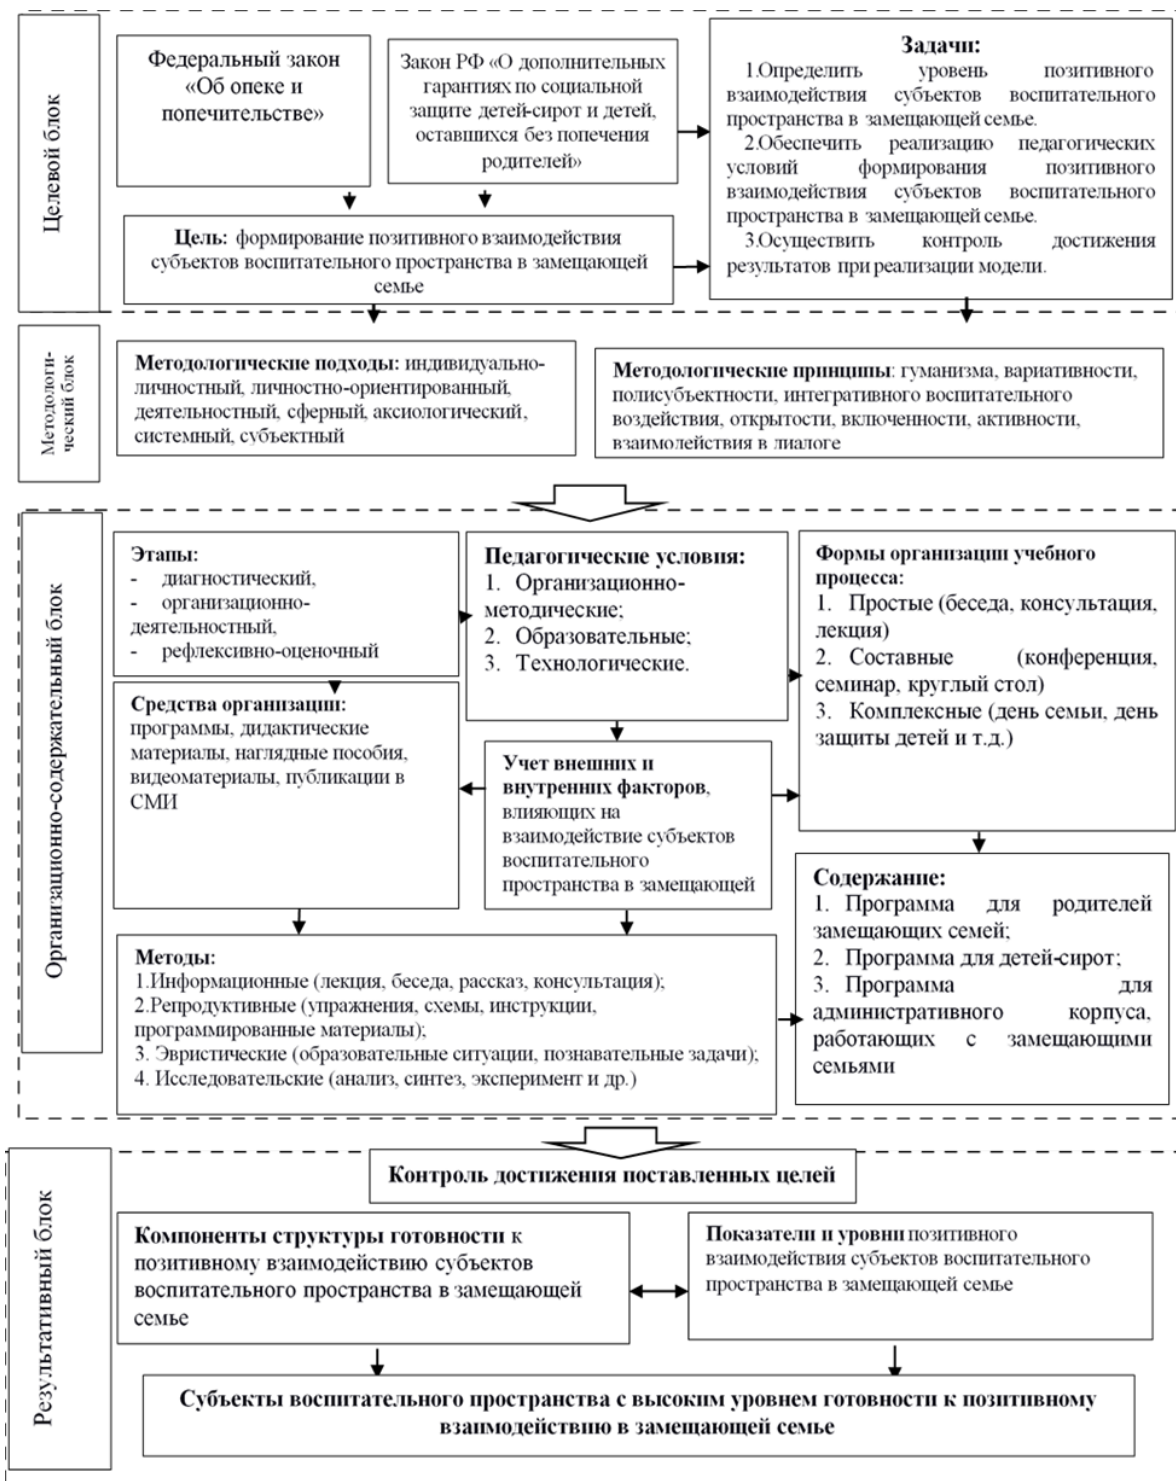 Целевой блок
Федеральный закон
«Об опеке и
попечительстве»
Закон РФ «О дополнительных
гарантиях по социальной
защите детей-сирот и детей,
оставшихся без попечения
родителей»
Задачи:
1.Определить уровень позитивного
взаимодействия субъектов воспитательного
пространства в замещающей семье.
2.Обеспечить реализацию педагогических
условий формирования позитивного
взаимодействия субъектов воспитательного
пространства в замещающей семье.
3.Осуществить контроль достижения
результатов при реализации модели.
Цель: формирование позитивного взаимодействия
субъектов воспитательного пространства в замещающей
семье
Методологи-
ческий блок
Методологические подходы: индивидуально-
личностный, личностно-ориентированный,
деятельностный, сферный, аксиологический,
системный, субъектный
Методологические принципы: гуманизма, вариативности,
полисубъектности, интегративного воспитательного
воздействия, открытости, включенности, активности,
взаимодействия в диалоге
Организационно-содержательный блок
Этапы:
- диагностический,
- организационно-
деятельностный,
- рефлексивно-оценочный
Педагогические условия:
1. Организационно-
методические;
2. Образовательные;
3. Технологические.
Формы организации учебного
процесса:
1. Простые (беседа, консультация,
лекция)
2. Составные (конференция,
семинар, круглый стол)
3. Комплексные (день семьи, день
защиты детей и т.д.)
Средства организации:
программы, дидактические
материалы, наглядные пособия,
видеоматериалы, публикации в
СМИ
Учет внешних и
внутренних факторов,
влияющих на
взаимодействие субъектов
воспитательного
пространства в замещающей
Содержание:
1. Программа для родителей
замещающих семей;
2. Программа для детей-сирот;
3. Программа для
административного корпуса,
работающих с замещающими
семьями
Методы:
1.Информационные (лекция, беседа, рассказ, консультация);
2.Репродуктивные (упражнения, схемы, инструкции,
программированные материалы);
3. Эвристические (образовательные ситуации, познавательные задачи);
4. Исследовательские (анализ, синтез, эксперимент и др.)
Результативный блок
Контроль достижения поставленных целей
Компоненты структуры готовности к
позитивному взаимодействию субъектов
воспитательного пространства в замещающей
семье
Показатели и уровни позитивного
взаимодействия субъектов воспитательного
пространства в замещающей семье
Субъекты воспитательного пространства с высоким уровнем готовности к позитивному
взаимодействию в замещающей семье